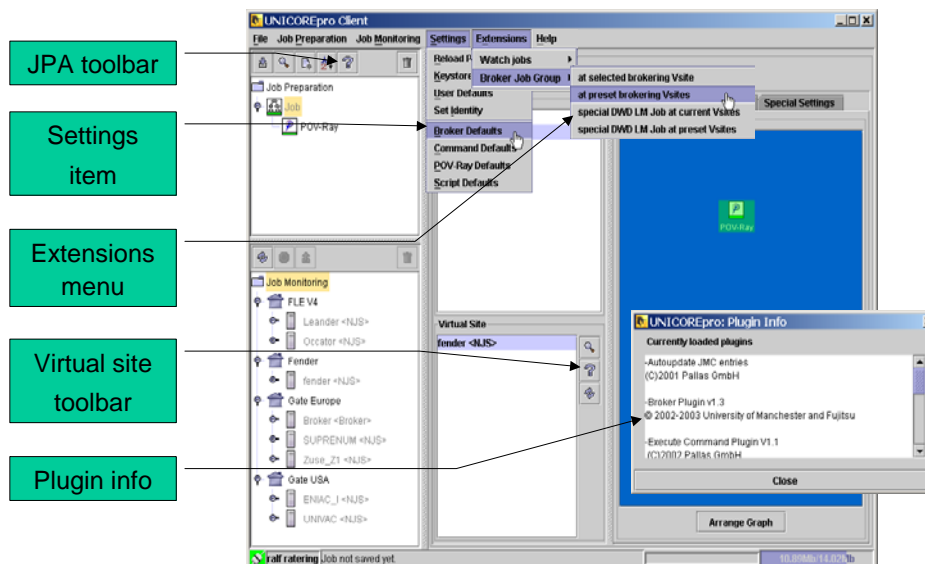 UNICOREpro Client
File Job Preparation Job Monitoring Settings Extensions Help
JPA toolbar
Settings
item
Extensions
menu
Virtual site
toolbar
Plugin info
Job Preparation
Job
POV-Ray
Reload
Keystore
User Defaults
Set Identity
Broker Defaults
Command Defaults
POV-Ray Defaults
Script Defaults
Watch jobs
Broker Job Group
at selected brokering Vsite
at preset brokering Vsites
special DWD LM Job at current Vsites
special DWD LM Job at preset Vsites
Special Settings
POV-Ray
Job Monitoring
FLE V4
Leander <NJS>
Occator <NJS>
Fender
fender <NJS>
Gate Europe
Broker <Broker>
SUPRENUM <NJS>
Zuse_Z1 <NJS>
Gate USA
ENIAC_I <NJS>
UNIVAC <NJS>
Virtual Site
fender <NJS>
UNICOREpro: Plugin Info
Currently loaded plugins
-Autoupdate JMC entries
(C)2001 Pallas GmbH
-Broker Plugin v1.3
© 2002-2003 University of Manchester and Fujitsu
-Execute Command Plugin V1.1
(C)2002 Pallas GmbH
Close
Arrange Graph
ralf ratering Job not saved yet.
10.89Mb/14.02Mb